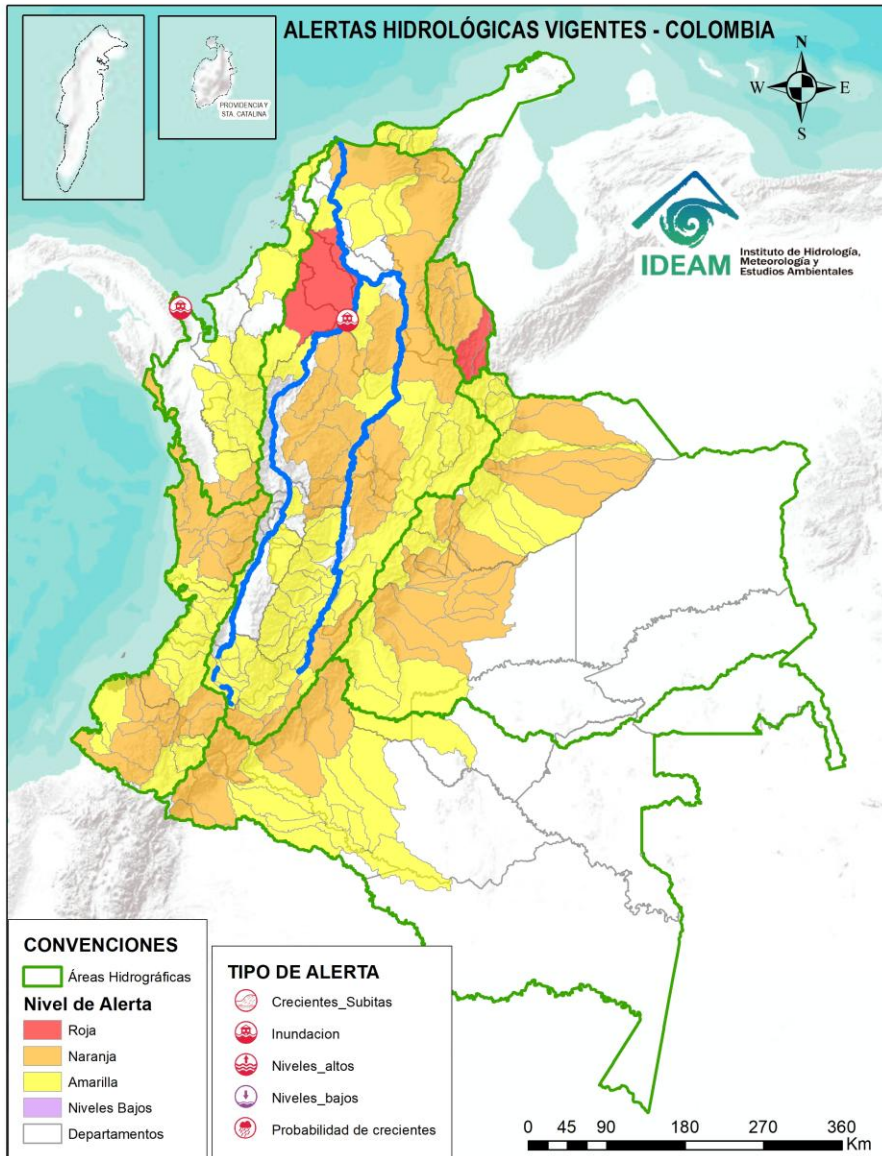 ALERTAS HIDROLÓGICAS VIGENTES - COLOMBIA
PROVIDENCIA Y
STA. CATALINA
N
W
E
S
IDEAM
Instituto de Hidrología,
Meteorología y
Estudios Ambientales
CONVENCIONES
Áreas Hidrográficas
Nivel de Alerta
Roja
Naranja
Amarilla
Niveles Bajos
Departamentos
TIPO DE ALERTA
Crecientes_Subitas
Inundacion
Niveles_altos
Niveles_bajos
Probabilidad de crecientes
0 45 90 180 270 360
Km